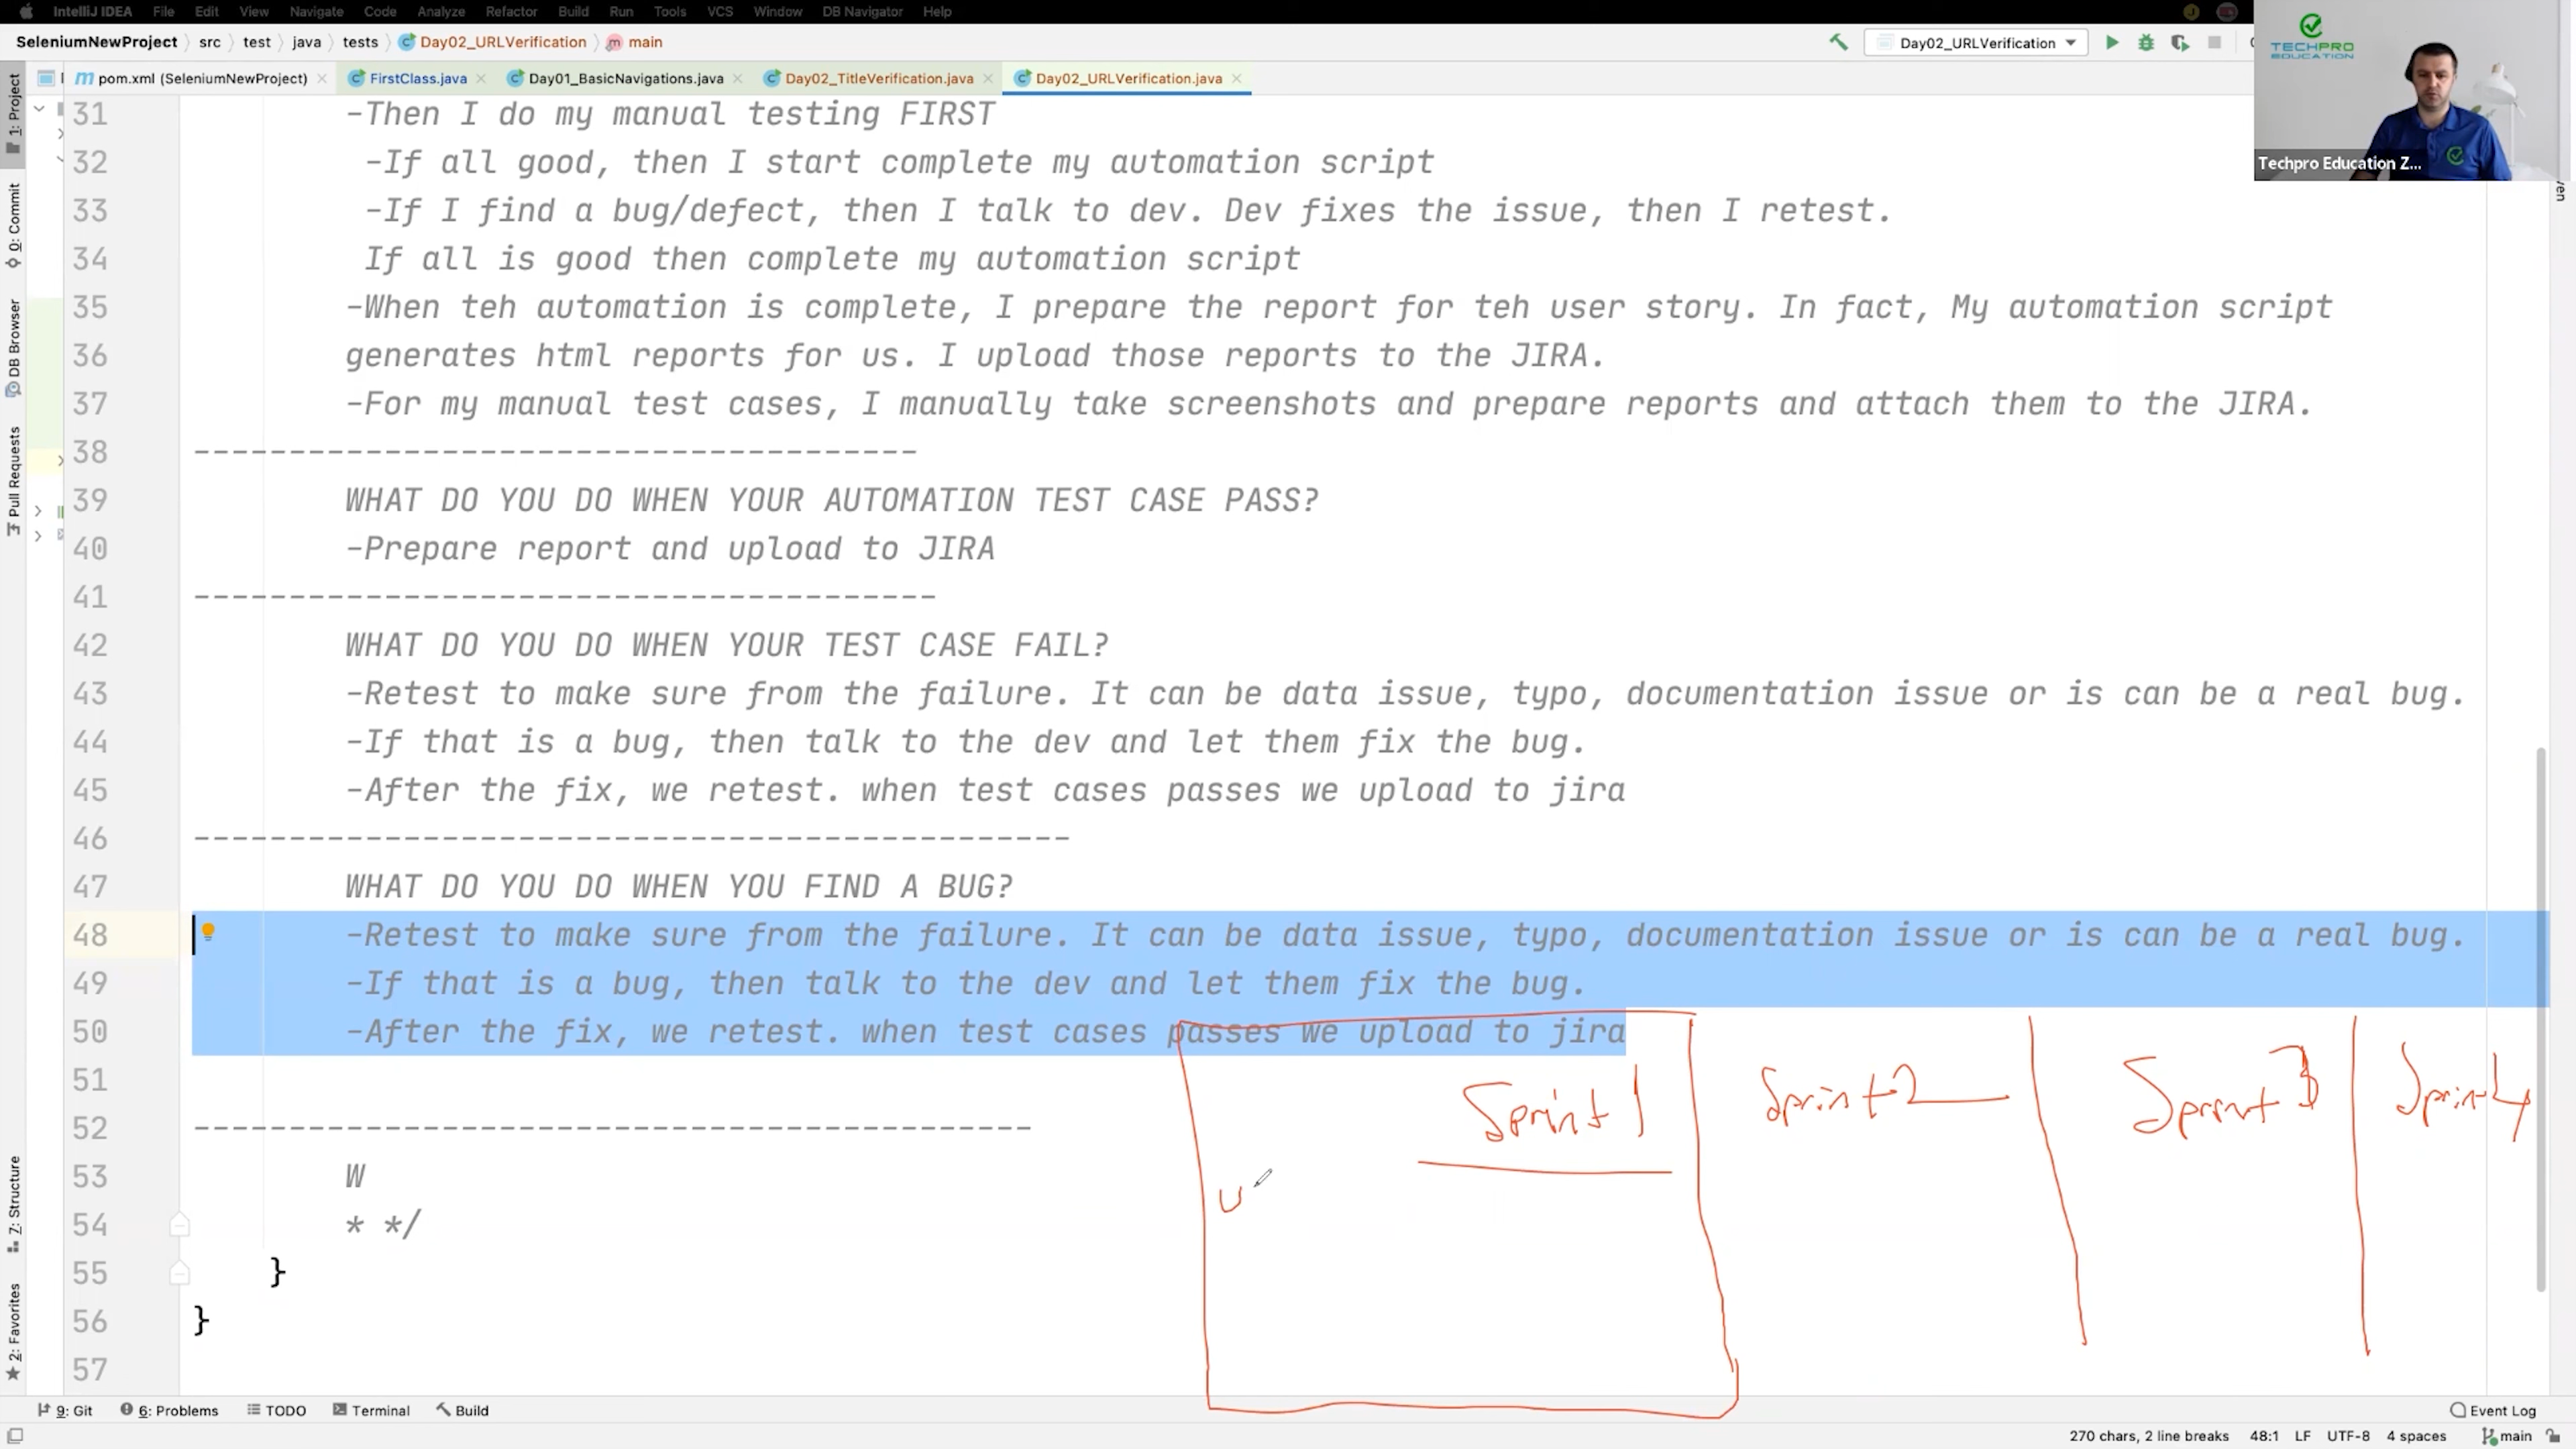 IntelliJ IDEA File Edit View Navigate Code Analyze Refactor Build Run Tools VCS Window DB Navigator Help
SeleniumNewProject src test java tests Day02_URLVerification main
Day02_URLVerification
pom.xml (SeleniumNewProject) FirstClass.java Day01_BasicNavigations.java Day02_TitleVerification.java Day02_URLVerification.java
TECHPRO
EDUCATION
Techpro Education Z...
1: Project
0: Commit
DB Browser
Pull Requests
7: Structure
2: Favorites
31 -Then I do my manual testing FIRST
32 -If all good, then I start complete my automation script
33 -If I find a bug/defect, then I talk to dev. Dev fixes the issue, then I retest.
34 If all is good then complete my automation script
35 -When teh automation is complete, I prepare the report for teh user story. In fact, My automation script
36 generates html reports for us. I upload those reports to the JIRA.
37 -For my manual test cases, I manually take screenshots and prepare reports and attach them to the JIRA.
38 --------------------------------------
39 WHAT DO YOU DO WHEN YOUR AUTOMATION TEST CASE PASS?
40 -Prepare report and upload to JIRA
41 ---------------------------------------
42 WHAT DO YOU DO WHEN YOUR TEST CASE FAIL?
43 -Retest to make sure from the failure. It can be data issue, typo, documentation issue or is can be a real bug.
44 -If that is a bug, then talk to the dev and let them fix the bug.
45 -After the fix, we retest. when test cases passes we upload to jira
46 ----------------------------------------------
47 WHAT DO YOU DO WHEN YOU FIND A BUG?
48 -Retest to make sure from the failure. It can be data issue, typo, documentation issue or is can be a real bug.
49 -If that is a bug, then talk to the dev and let them fix the bug.
50 -After the fix, we retest. when test cases passes we upload to jira
51
Sprint 1 Sprint 2 Sprint 3 Sprint 4
52 --------------------------------------------
53 W
U
54 * */
55 }
56 }
57
9: Git 6: Problems TODO Terminal Build Event Log
270 chars, 2 line breaks 48:1 LF UTF-8 4 spaces main